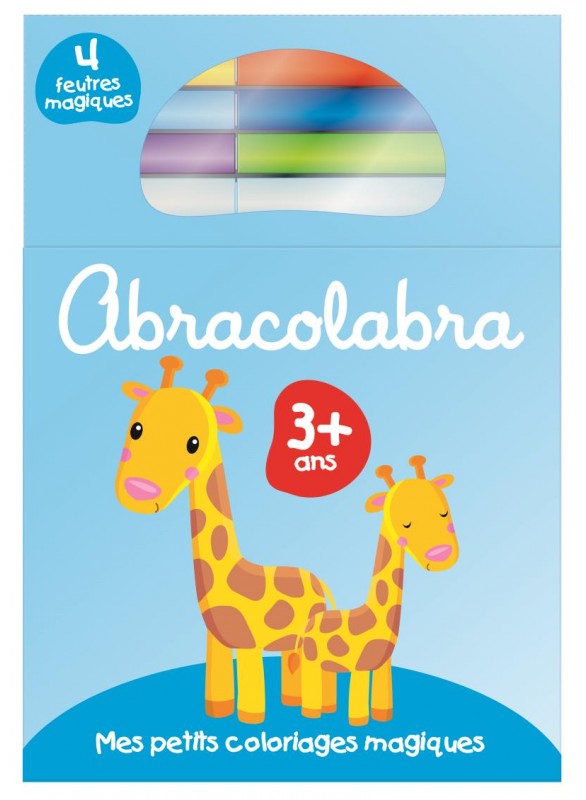 4
feutres
magiques
Abracolabra
3+
ans
Mes petits coloriages magiques